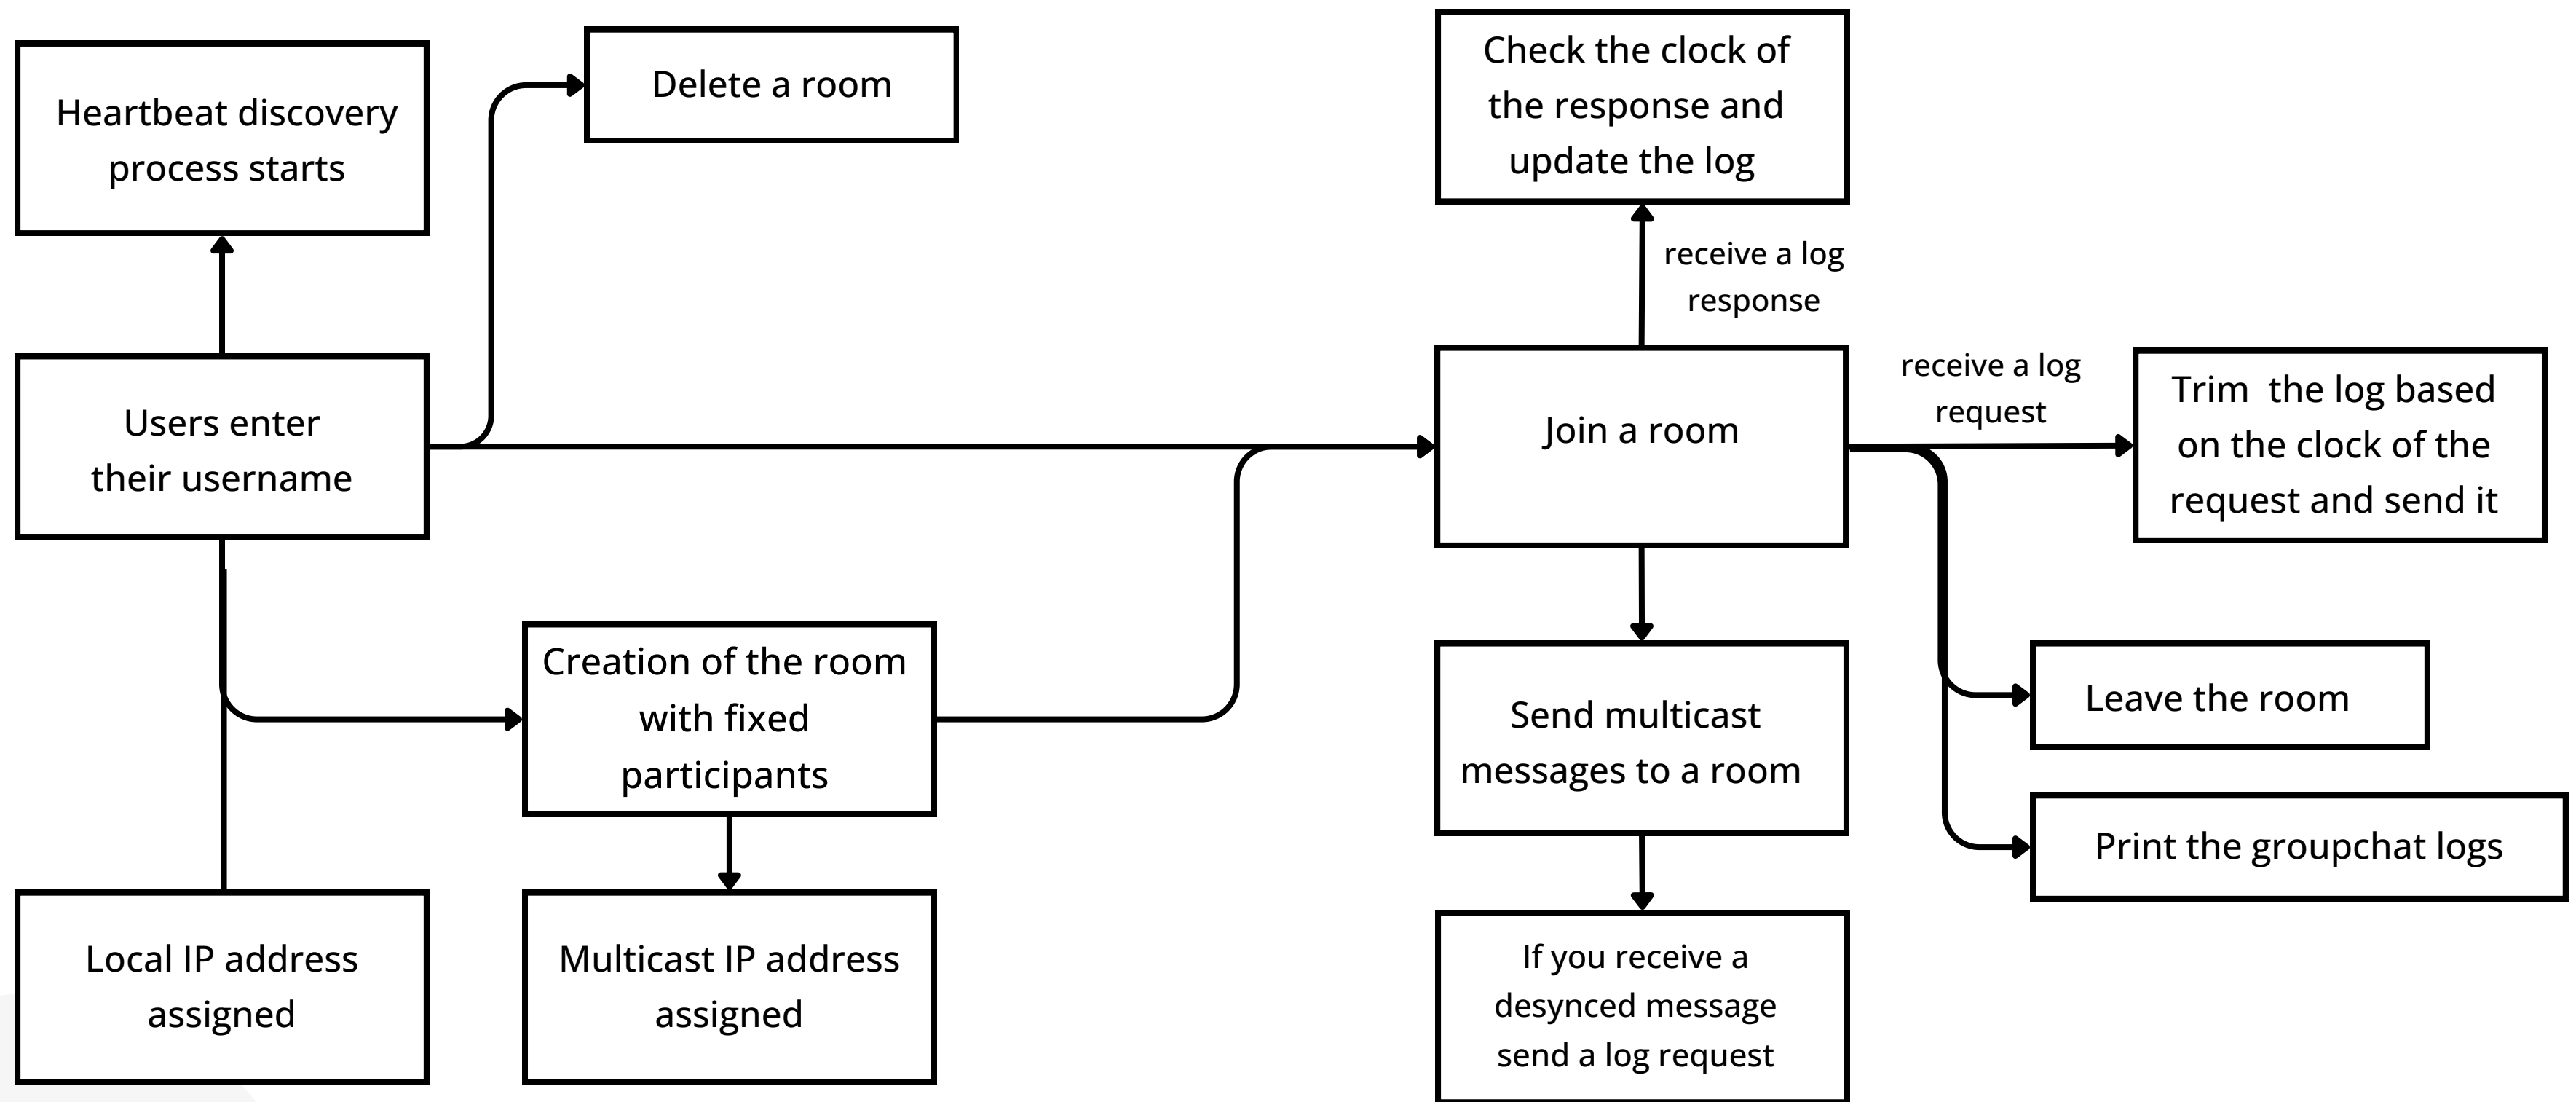 Heartbeat discovery
process starts
Delete a room
Check the clock of
the response and
update the log
receive a log
response
Users enter
their username
Join a room
receive a log
request
Trim  the log based
on the clock of the
request and send it
Creation of the room
with fixed
participants
Send multicast
messages to a room
Leave the room
Print the groupchat logs
Local IP address
assigned
Multicast IP address
assigned
If you receive a
desynced message
send a log request